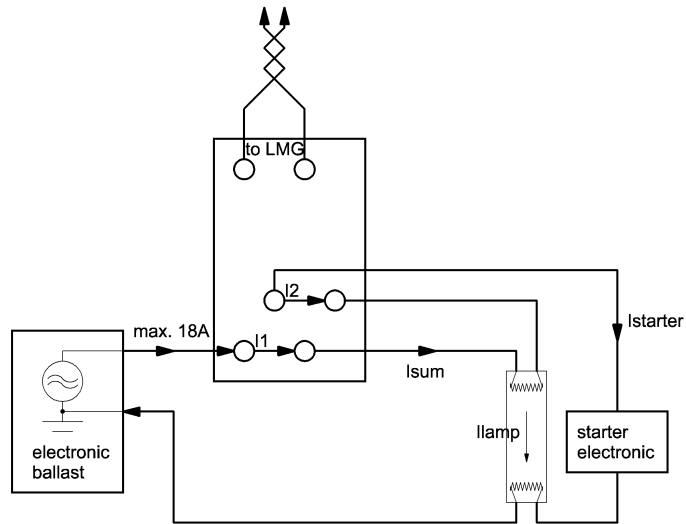 to LMG
I2
Istarter
max. 18A
I1
Isum
Ilamp
starter
electronic
electronic
ballast